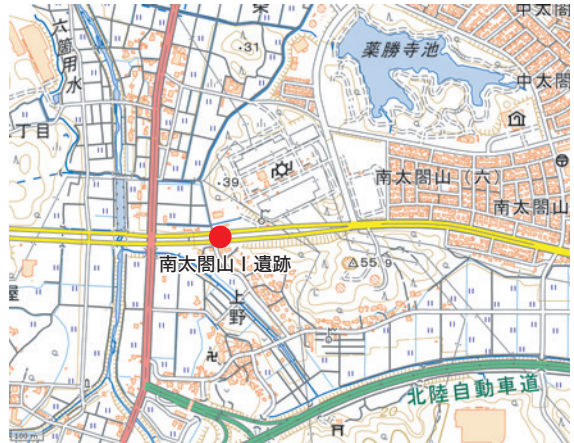 中太閤山
六箇用水
・31
薬勝寺池
中太
丁目
・39
南太閤山（六）
南太閤山
南太閤山Ⅰ遺跡
△55.9
上野
屋
北陸自動車道
100 m